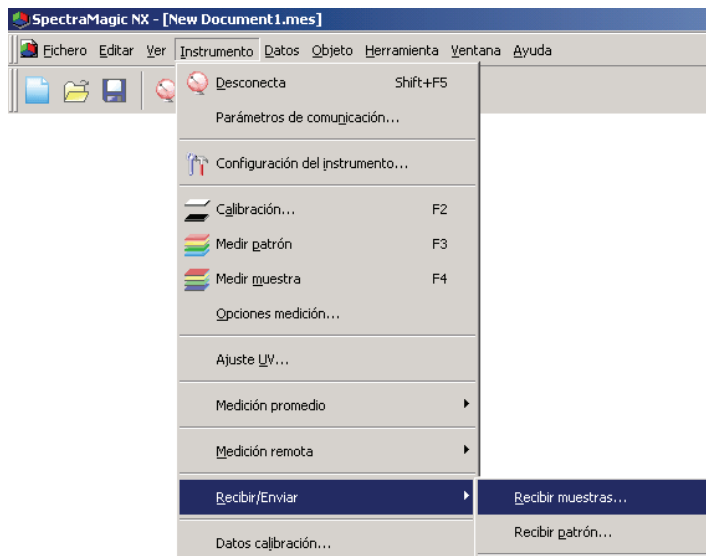 SpectraMagic NX - [New Document1.mes]
Fichero Editar Ver Instrumento Datos Objeto Herramienta Ventana Ayuda
Desconecta Shift+F5
Parámetros de comunicación...
Configuración del instrumento...
Calibración... F2
Medir patrón F3
Medir muestra F4
Opciones medición...
Ajuste UV...
Medición promedio
Medición remota
Recibir/Enviar
Recibir muestras...
Recibir patrón...
Datos calibración...